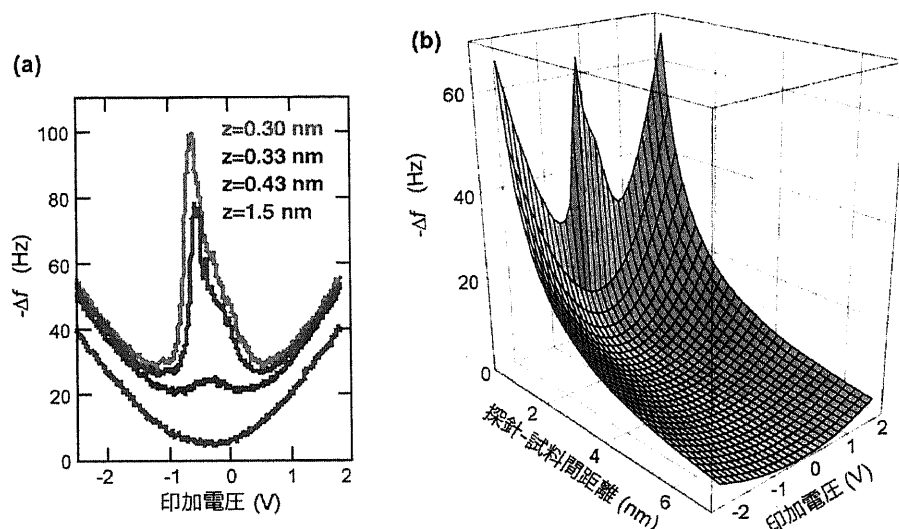 (a)
-Δf (Hz)
100
80
60
40
20
0
z=0.30 nm
z=0.33 nm
z=0.43 nm
z=1.5 nm
-2 -1 0 1 2
印加電圧 (V)
(b)
-Δf (Hz)
60
40
20
0
2
4
6
探針-試料間距離 (nm)
-2 -1 0 1 2
印加電圧 (V)